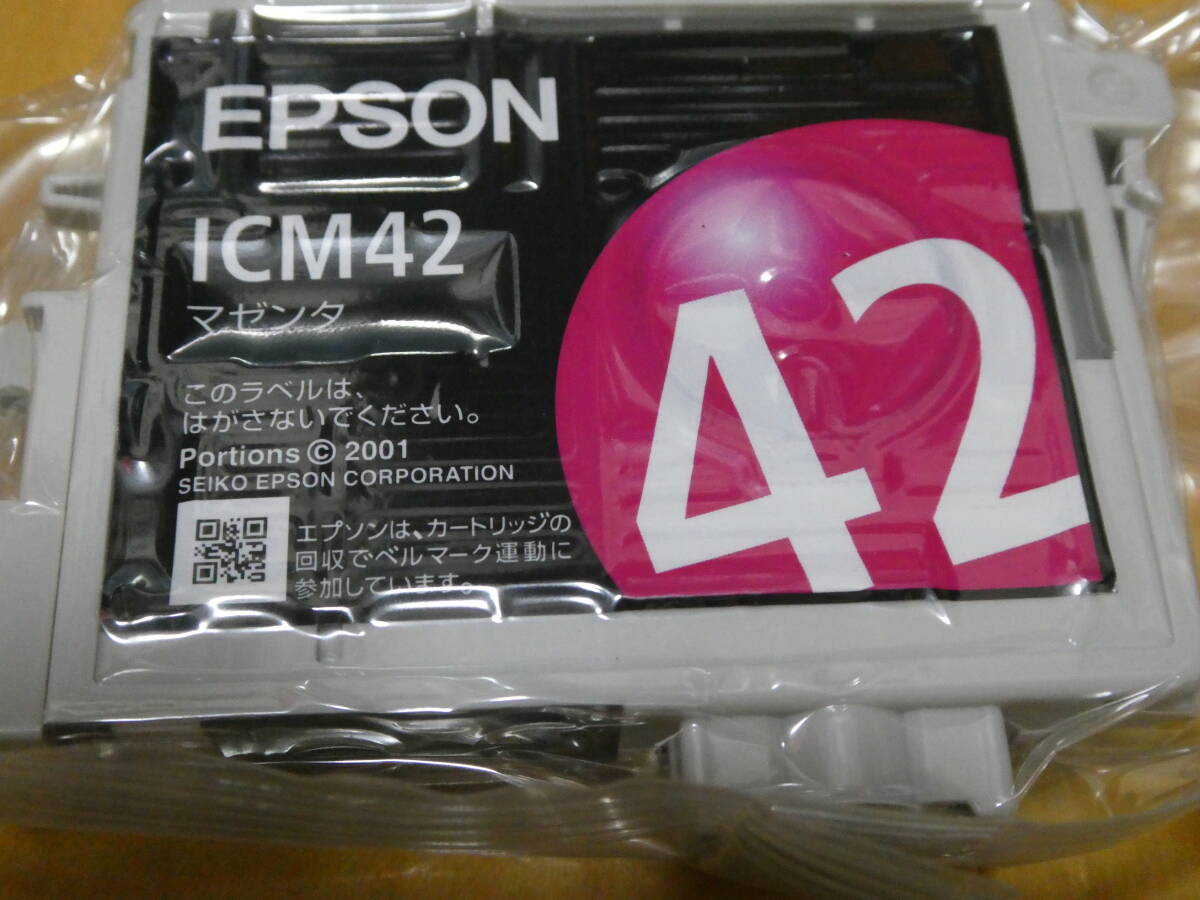 EPSON
ICM42
マゼンタ
このラベルは、
はがさないでください。
Portions © 2001
SEIKO EPSON CORPORATION
エプソンは、カートリッジの
回収でベルマーク運動に
参加しています。
42